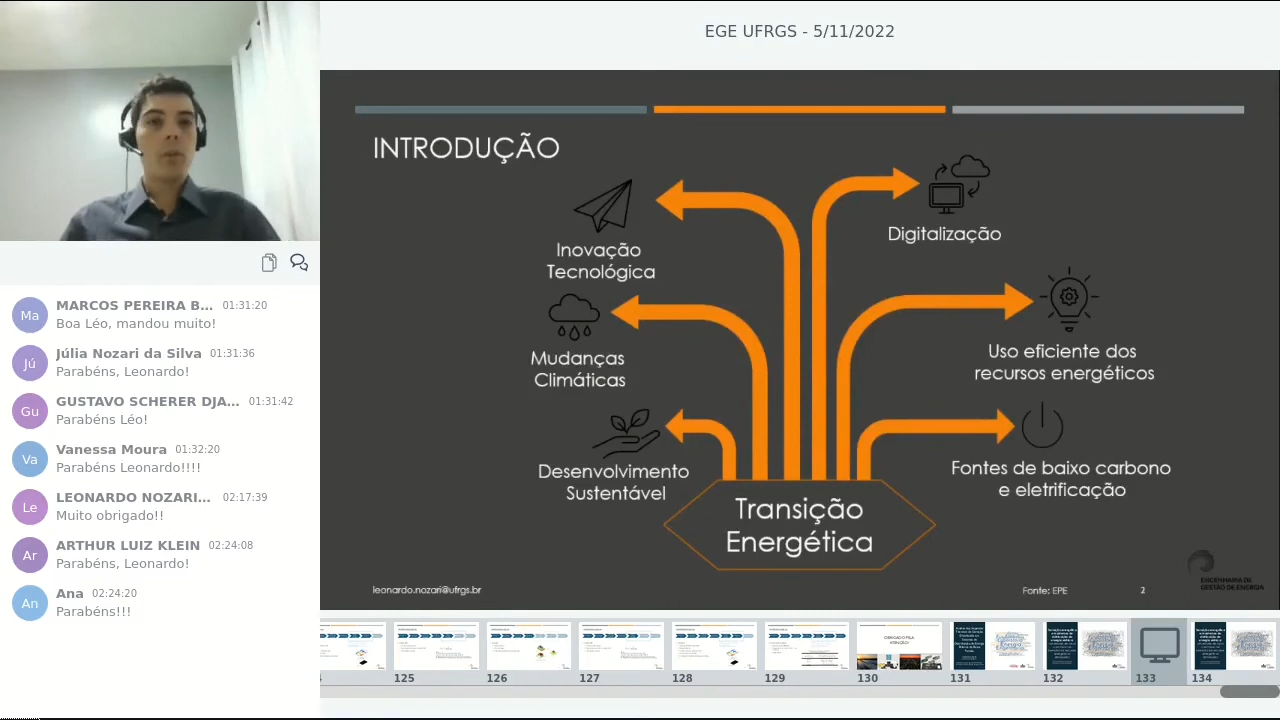 EGE UFRGS - 5/11/2022
INTRODUÇÃO
Inovação
Tecnológica
Mudanças
Climáticas
Desenvolvimento
Sustentável
Digitalização
Uso eficiente dos
recursos energéticos
Fontes de baixo carbono
e eletrificação
Transição
Energética
leonardo.nozari@ufrgs.br
Fonte: EPE
2
ENGENHARIA DE
GESTÃO DE ENERGIA
Ma
MARCOS PEREIRA B... 01:31:20
Boa Léo, mandou muito!
Jú
Júlia Nozari da Silva 01:31:36
Parabéns, Leonardo!
Gu
GUSTAVO SCHERER DJA... 01:31:42
Parabéns Léo!
Va
Vanessa Moura 01:32:20
Parabéns Leonardo!!!!
Le
LEONARDO NOZARI... 02:17:39
Muito obrigado!!
Ar
ARTHUR LUIZ KLEIN 02:24:08
Parabéns, Leonardo!
An
Ana 02:24:20
Parabéns!!!
OBRIGADO PELA
ATENÇÃO!
125 126 127 128 129 130 131 132 133 134